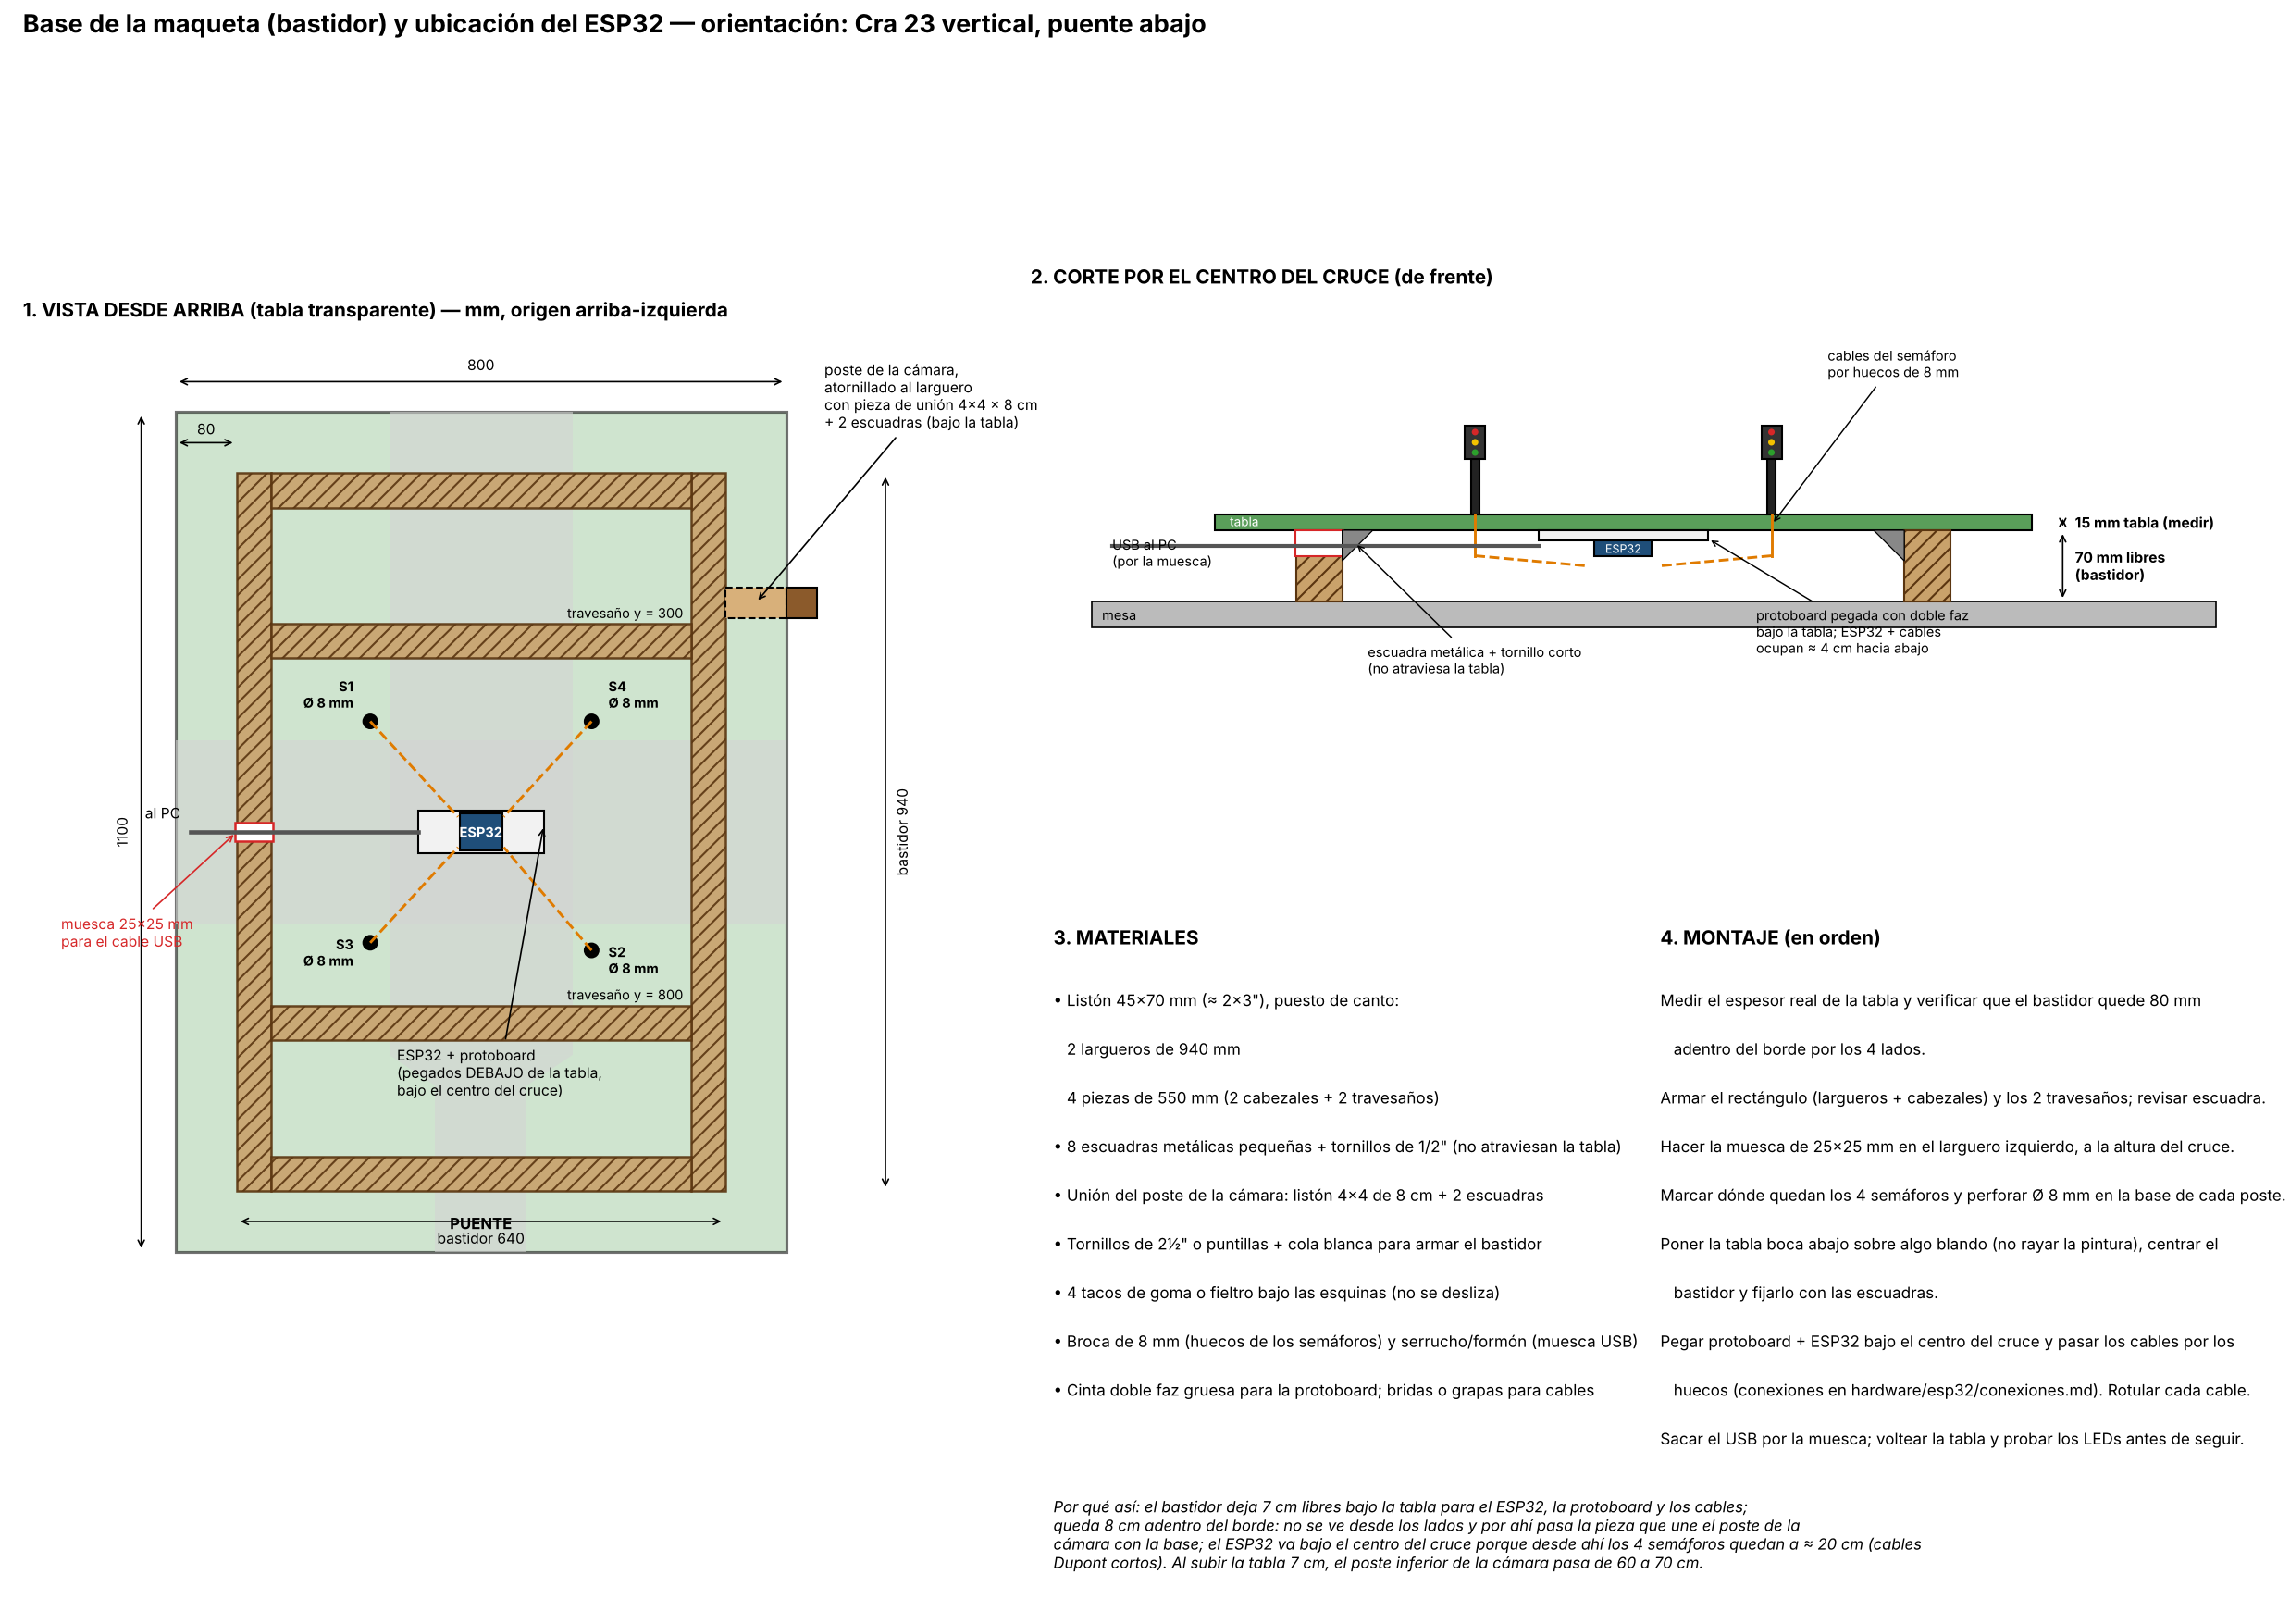 Base de la maqueta (bastidor) y ubicación del ESP32 — orientación: Cra 23 vertical, puente abajo
1. VISTA DESDE ARRIBA (tabla transparente) — mm, origen arriba-izquierda
800
poste de la cámara,
atornillado al larguero
con pieza de unión 4×4 × 8 cm
+ 2 escuadras (bajo la tabla)
80
travesaño y = 300
S1
Ø 8 mm
S4
Ø 8 mm
al PC
1100
ESP32
bastidor 940
muesca 25×25 mm
para el cable USB
S3
Ø 8 mm
S2
Ø 8 mm
travesaño y = 800
ESP32 + protoboard
(pegados DEBAJO de la tabla,
bajo el centro del cruce)
PUENTE
bastidor 640
2. CORTE POR EL CENTRO DEL CRUCE (de frente)
cables del semáforo
por huecos de 8 mm
tabla
15 mm tabla (medir)
USB al PC
(por la muesca)
ESP32
70 mm libres
(bastidor)
mesa
protoboard pegada con doble faz
bajo la tabla; ESP32 + cables
ocupan ≈ 4 cm hacia abajo
escuadra metálica + tornillo corto
(no atraviesa la tabla)
3. MATERIALES
• Listón 45×70 mm (≈ 2×3"), puesto de canto:
2 largueros de 940 mm
4 piezas de 550 mm (2 cabezales + 2 travesaños)
• 8 escuadras metálicas pequeñas + tornillos de 1/2" (no atraviesan la tabla)
• Unión del poste de la cámara: listón 4×4 de 8 cm + 2 escuadras
• Tornillos de 2½" o puntillas + cola blanca para armar el bastidor
• 4 tacos de goma o fieltro bajo las esquinas (no se desliza)
• Broca de 8 mm (huecos de los semáforos) y serrucho/formón (muesca USB)
• Cinta doble faz gruesa para la protoboard; bridas o grapas para cables
4. MONTAJE (en orden)
Medir el espesor real de la tabla y verificar que el bastidor quede 80 mm
adentro del borde por los 4 lados.
Armar el rectángulo (largueros + cabezales) y los 2 travesaños; revisar escuadra.
Hacer la muesca de 25×25 mm en el larguero izquierdo, a la altura del cruce.
Marcar dónde quedan los 4 semáforos y perforar Ø 8 mm en la base de cada poste.
Poner la tabla boca abajo sobre algo blando (no rayar la pintura), centrar el
bastidor y fijarlo con las escuadras.
Pegar protoboard + ESP32 bajo el centro del cruce y pasar los cables por los
huecos (conexiones en hardware/esp32/conexiones.md). Rotular cada cable.
Sacar el USB por la muesca; voltear la tabla y probar los LEDs antes de seguir.
Por qué así: el bastidor deja 7 cm libres bajo la tabla para el ESP32, la protoboard y los cables;
queda 8 cm adentro del borde: no se ve desde los lados y por ahí pasa la pieza que une el poste de la
cámara con la base; el ESP32 va bajo el centro del cruce porque desde ahí los 4 semáforos quedan a ≈ 20 cm (cables
Dupont cortos). Al subir la tabla 7 cm, el poste inferior de la cámara pasa de 60 a 70 cm.